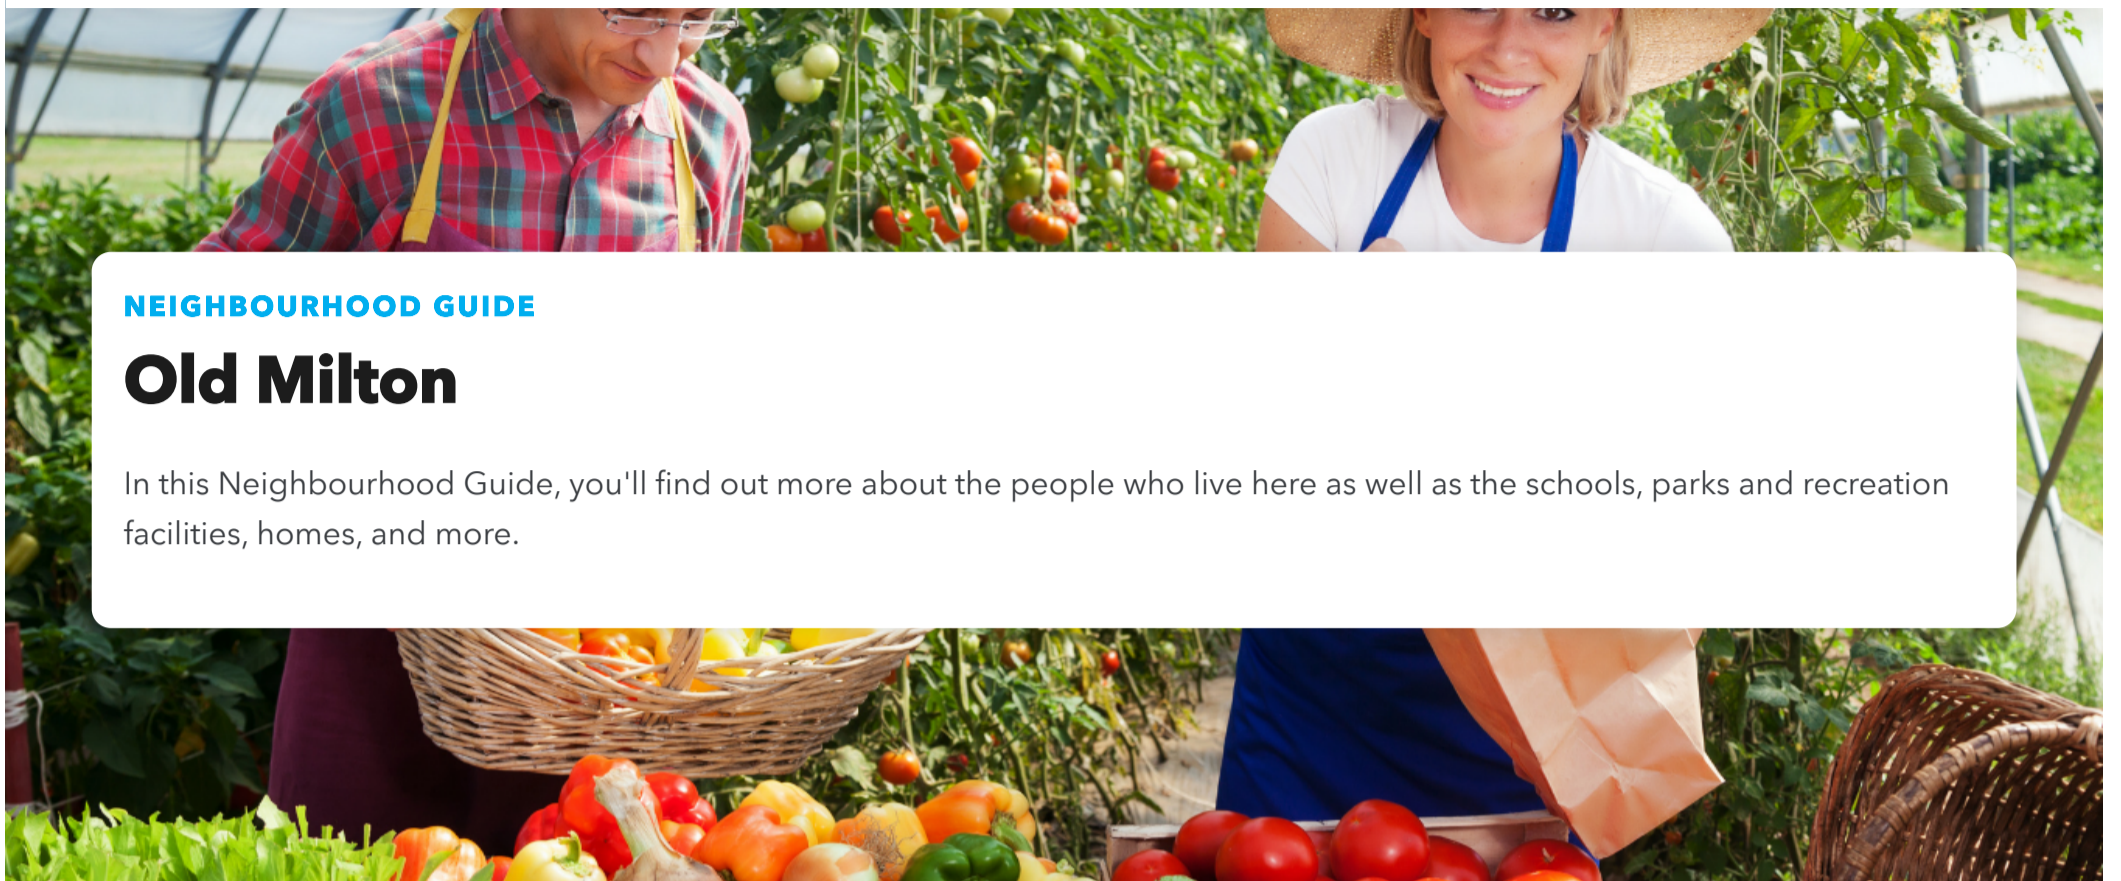 NEIGHBOURHOOD GUIDE
Old Milton
In this Neighbourhood Guide, you'll find out more about the people who live here as well as the schools, parks and recreation
facilities, homes, and more.